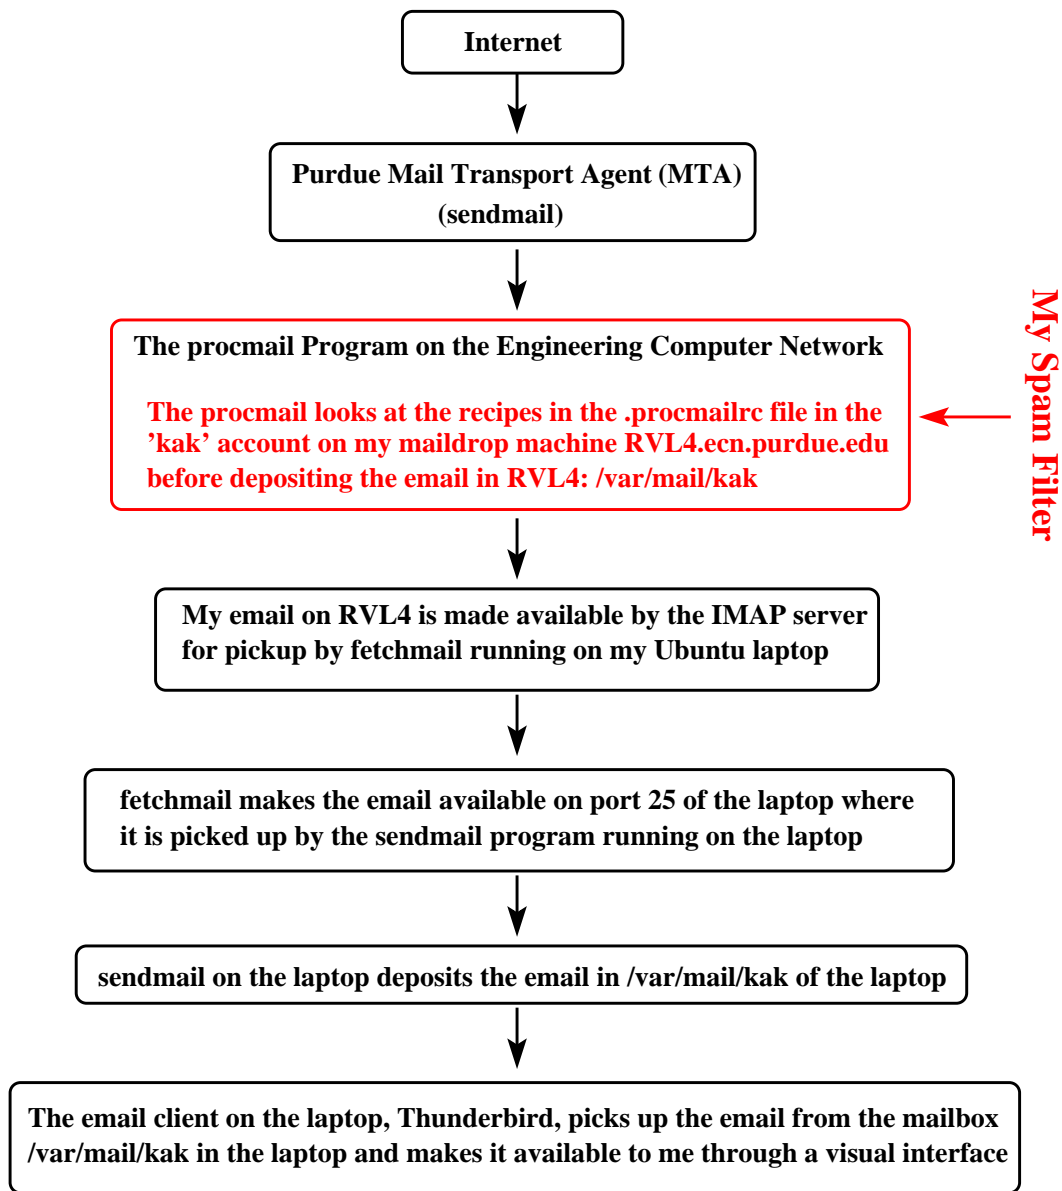 Internet
Purdue Mail Transport Agent (MTA)
(sendmail)
The procmail Program on the Engineering Computer Network
The procmail looks at the recipes in the .procmailrc file in the
’kak’ account on my maildrop machine RVL4.ecn.purdue.edu
before depositing the email in RVL4: /var/mail/kak
My Spam Filter
My email on RVL4 is made available by the IMAP server
for pickup by fetchmail running on my Ubuntu laptop
fetchmail makes the email available on port 25 of the laptop where
it is picked up by the sendmail program running on the laptop
sendmail on the laptop deposits the email in /var/mail/kak of the laptop
The email client on the laptop, Thunderbird, picks up the email from the mailbox
/var/mail/kak in the laptop and makes it available to me through a visual interface